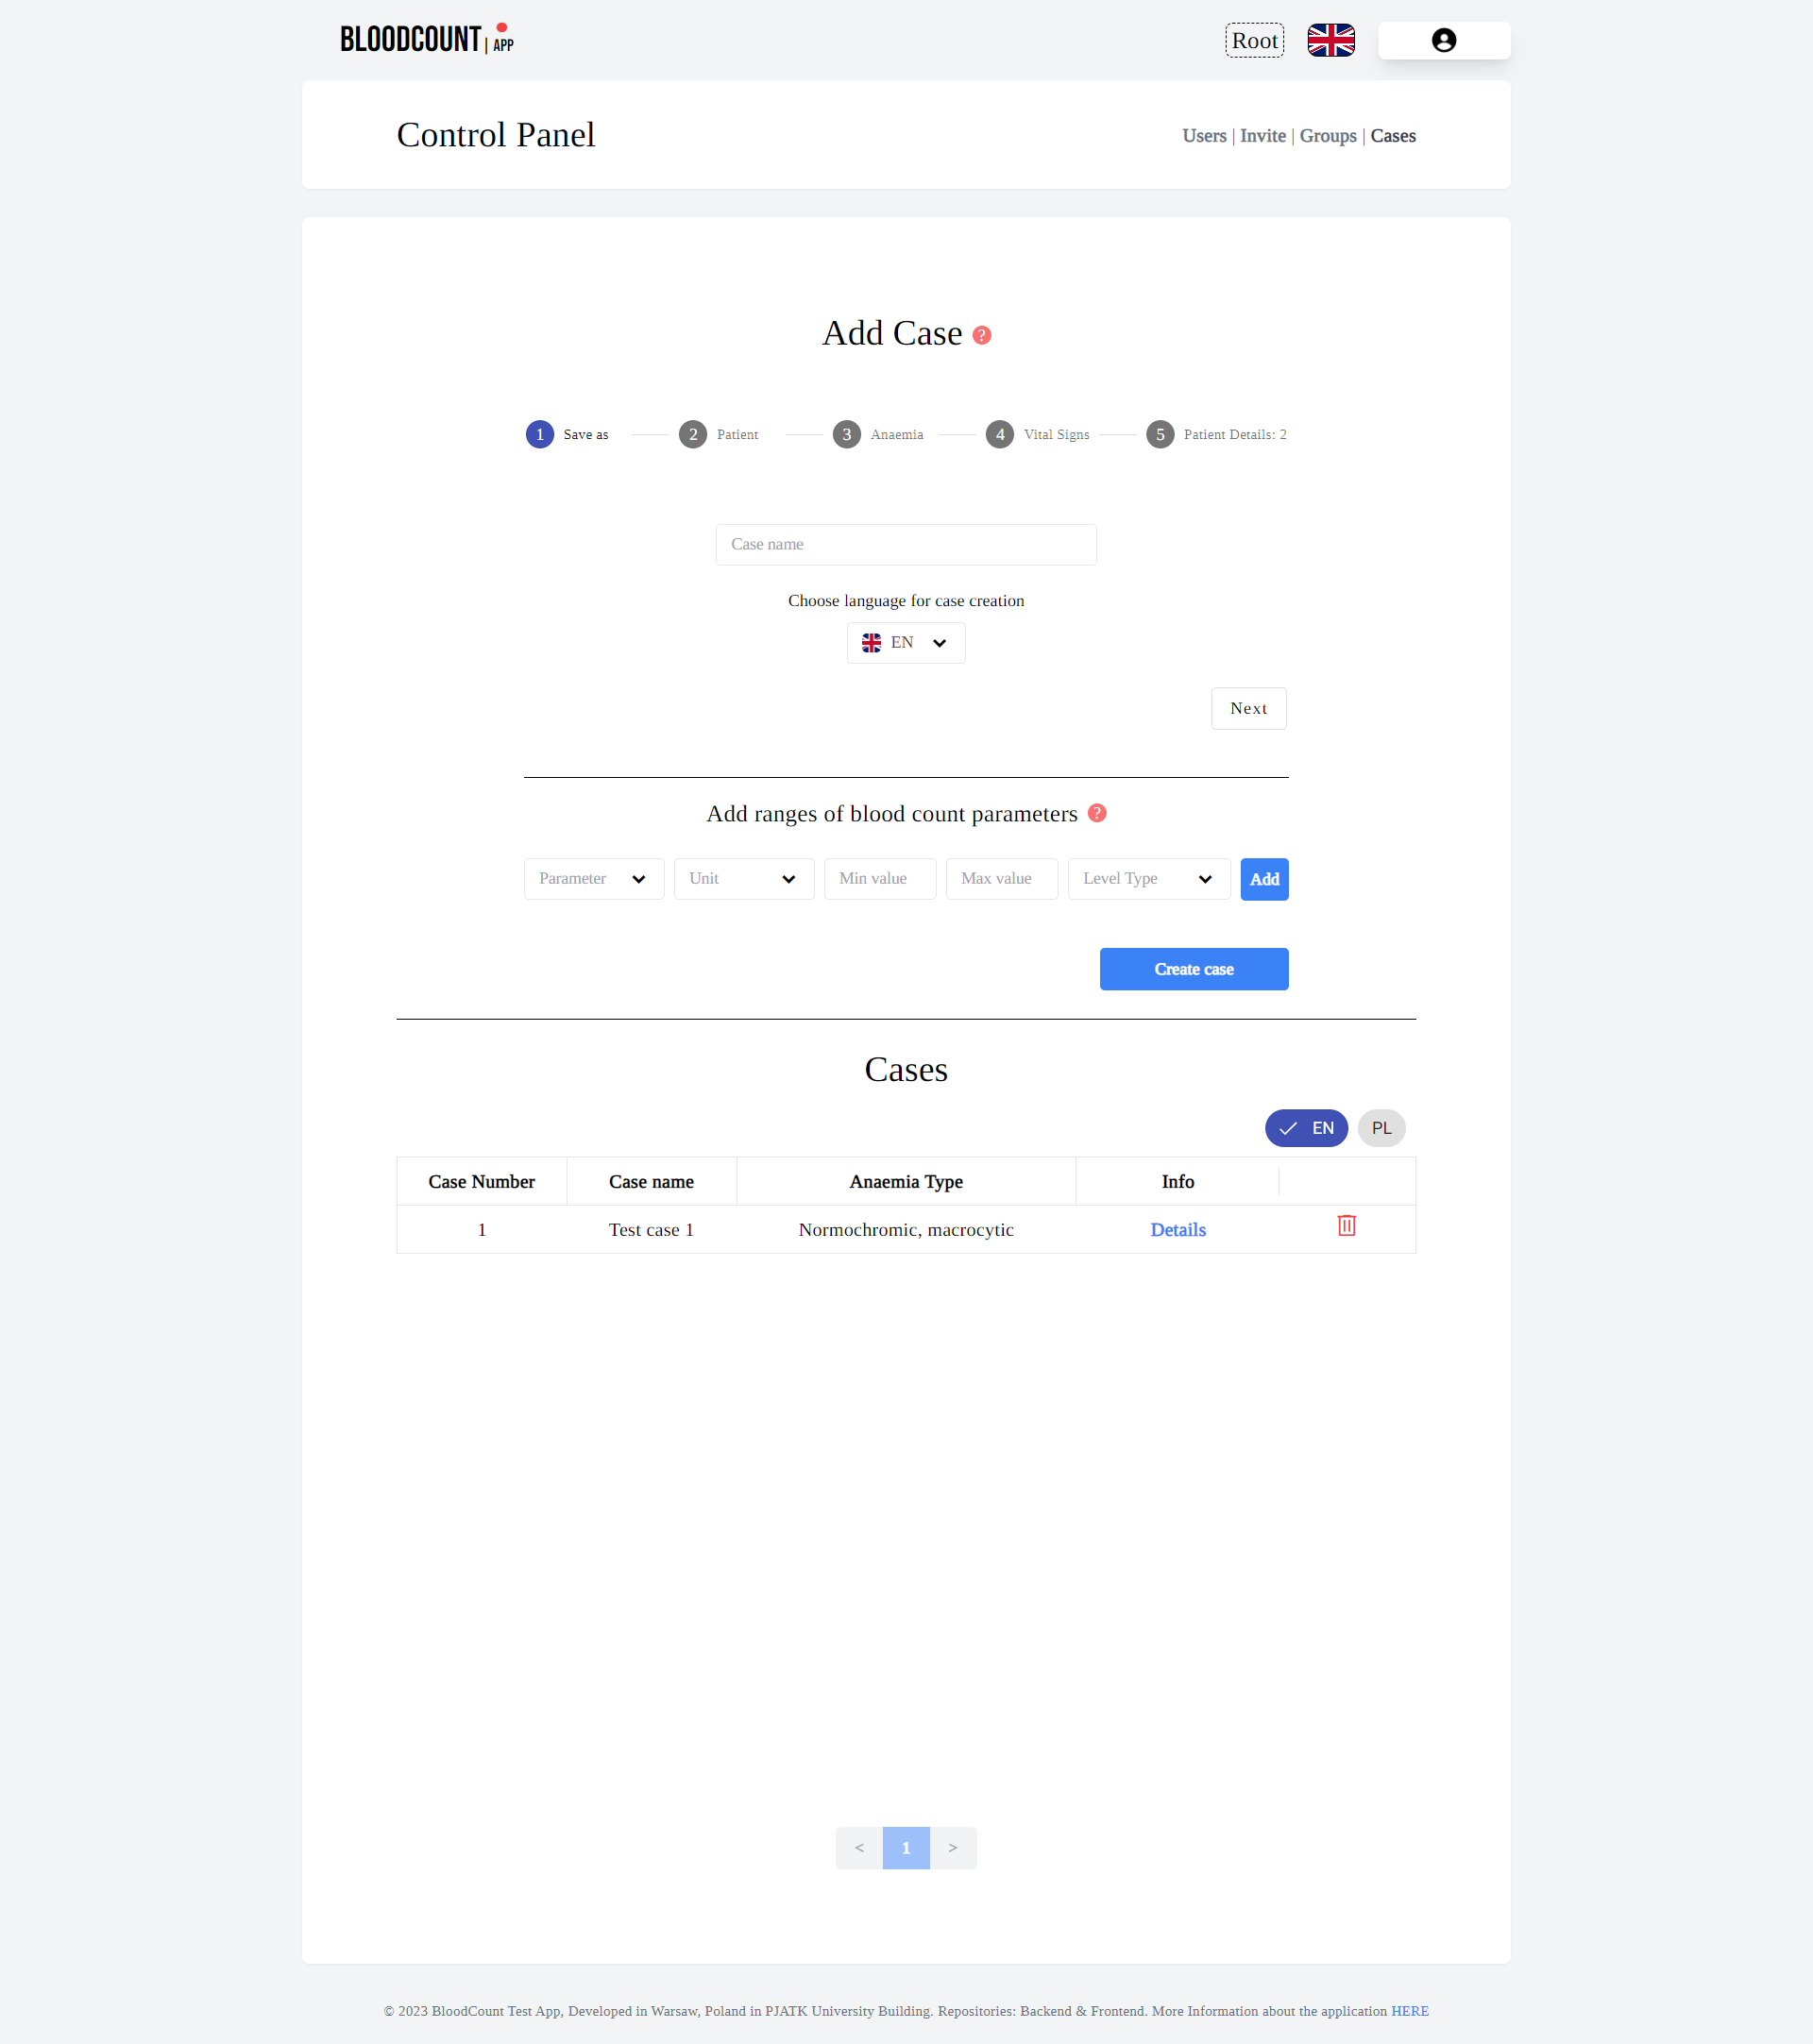 BLOODCOUNT | APP
Root
Control Panel
Users | Invite | Groups | Cases
Add Case ?
1 Save as 2 Patient 3 Anaemia 4 Vital Signs 5 Patient Details: 2
Case name
Choose language for case creation
EN
Next
Add ranges of blood count parameters ?
Parameter Unit Min value Max value Level Type Add
Create case
Cases
EN PL
Case Number Case name Anaemia Type Info
1 Test case 1 Normochromic, macrocytic Details
< 1 >
© 2023 BloodCount Test App, Developed in Warsaw, Poland in PJATK University Building. Repositories: Backend & Frontend. More Information about the application HERE